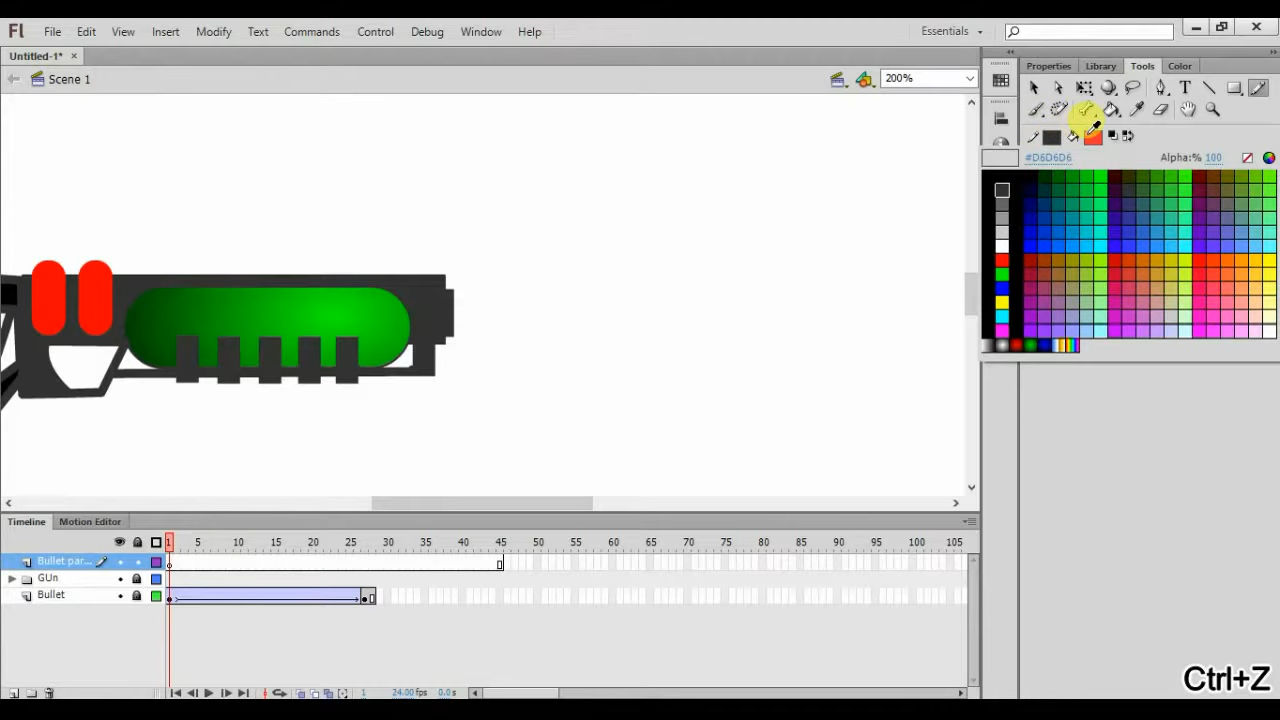 Fl File Edit View Insert Modify Text Commands Control Debug Window Help Essentials
Untitled-1*
Scene 1 200%
Properties Library Tools Color
#D6D6D6 Alpha:% 100
Timeline Motion Editor
1 5 10 15 20 25 30 35 40 45 50 55 60 65 70 75 80 85 90 95 100 105
Bullet par...
GUn
Bullet
1 24.00 fps 0.0 s
Ctrl+Z